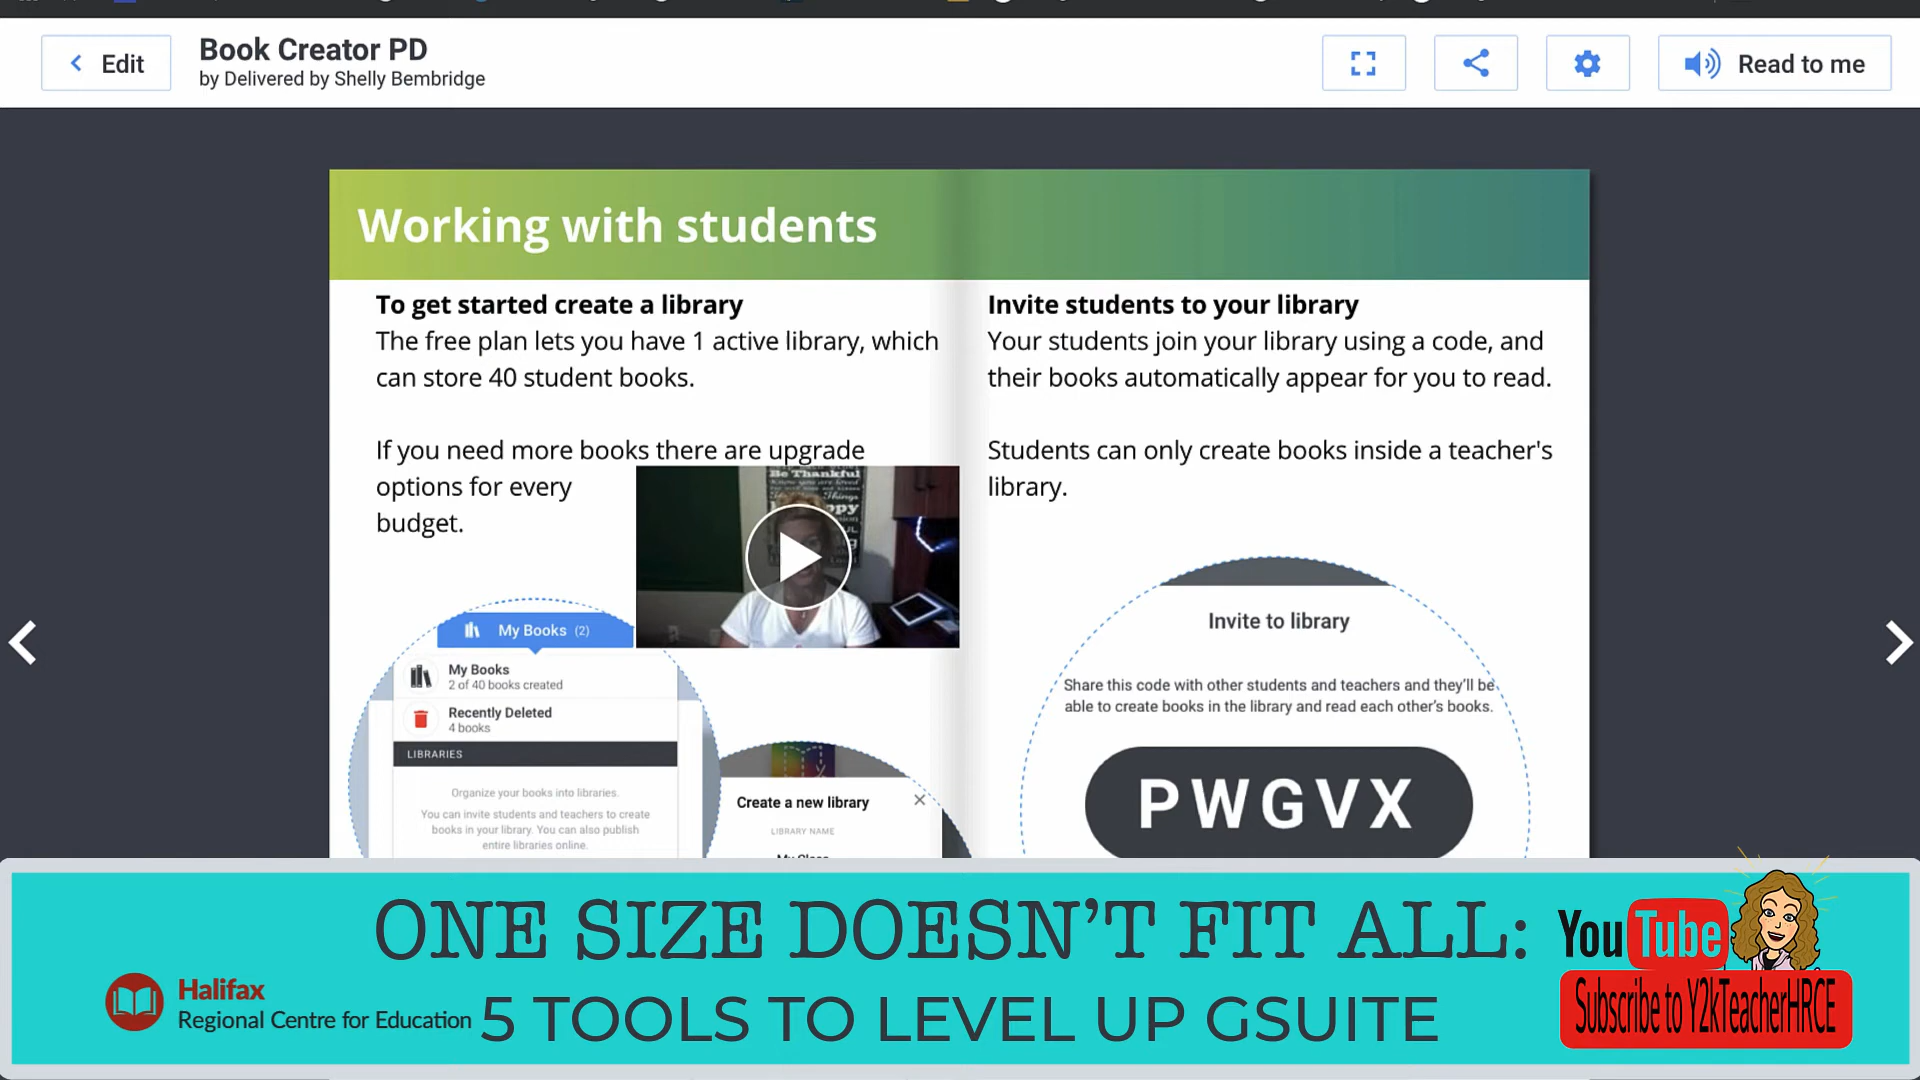 Edit
Book Creator PD
by Delivered by Shelly Bembridge
Read to me
Working with students
To get started create a library
The free plan lets you have 1 active library, which
can store 40 student books.
If you need more books there are upgrade
options for every
budget.
Be Thankful
My Books (2)
My Books
2 of 40 books created
Recently Deleted
4 books
LIBRARIES
Organize your books into libraries.
You can invite students and teachers to create
books in your library. You can also publish
entire libraries online.
Create a new library
LIBRARY NAME
Invite students to your library
Your students join your library using a code, and
their books automatically appear for you to read.
Students can only create books inside a teacher's
library.
Invite to library
Share this code with other students and teachers and they'll be
able to create books in the library and read each other's books.
PWGVX
ONE SIZE DOESN'T FIT ALL:
5 TOOLS TO LEVEL UP GSUITE
Halifax
Regional Centre for Education
YouTube
Subscribe to Y2kTeacherHRCE